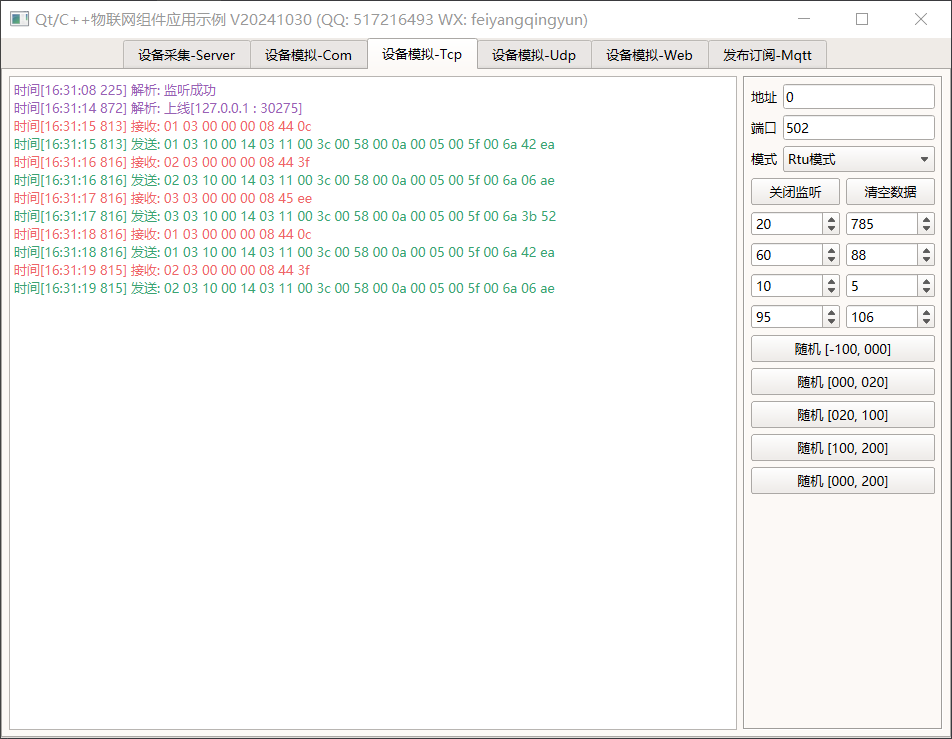 Qt/C++物联网组件应用示例 V20241030 (QQ: 517216493 WX: feiyangqingyun)
设备采集-Server 设备模拟-Com 设备模拟-Tcp 设备模拟-Udp 设备模拟-Web 发布订阅-Mqtt
时间[16:31:08 225] 解析: 监听成功
时间[16:31:14 872] 解析: 上线[127.0.0.1 : 30275]
时间[16:31:15 813] 接收: 01 03 00 00 00 08 44 0c
时间[16:31:15 813] 发送: 01 03 10 00 14 03 11 00 3c 00 58 00 0a 00 05 00 5f 00 6a 42 ea
时间[16:31:16 816] 接收: 02 03 00 00 00 08 44 3f
时间[16:31:16 816] 发送: 02 03 10 00 14 03 11 00 3c 00 58 00 0a 00 05 00 5f 00 6a 06 ae
时间[16:31:17 816] 接收: 03 03 00 00 00 08 45 ee
时间[16:31:17 816] 发送: 03 03 10 00 14 03 11 00 3c 00 58 00 0a 00 05 00 5f 00 6a 3b 52
时间[16:31:18 816] 接收: 01 03 00 00 00 08 44 0c
时间[16:31:18 816] 发送: 01 03 10 00 14 03 11 00 3c 00 58 00 0a 00 05 00 5f 00 6a 42 ea
时间[16:31:19 815] 接收: 02 03 00 00 00 08 44 3f
时间[16:31:19 815] 发送: 02 03 10 00 14 03 11 00 3c 00 58 00 0a 00 05 00 5f 00 6a 06 ae
地址 0
端口 502
模式 Rtu模式
关闭监听 清空数据
20 785
60 88
10 5
95 106
随机 [-100, 000]
随机 [000, 020]
随机 [020, 100]
随机 [100, 200]
随机 [000, 200]